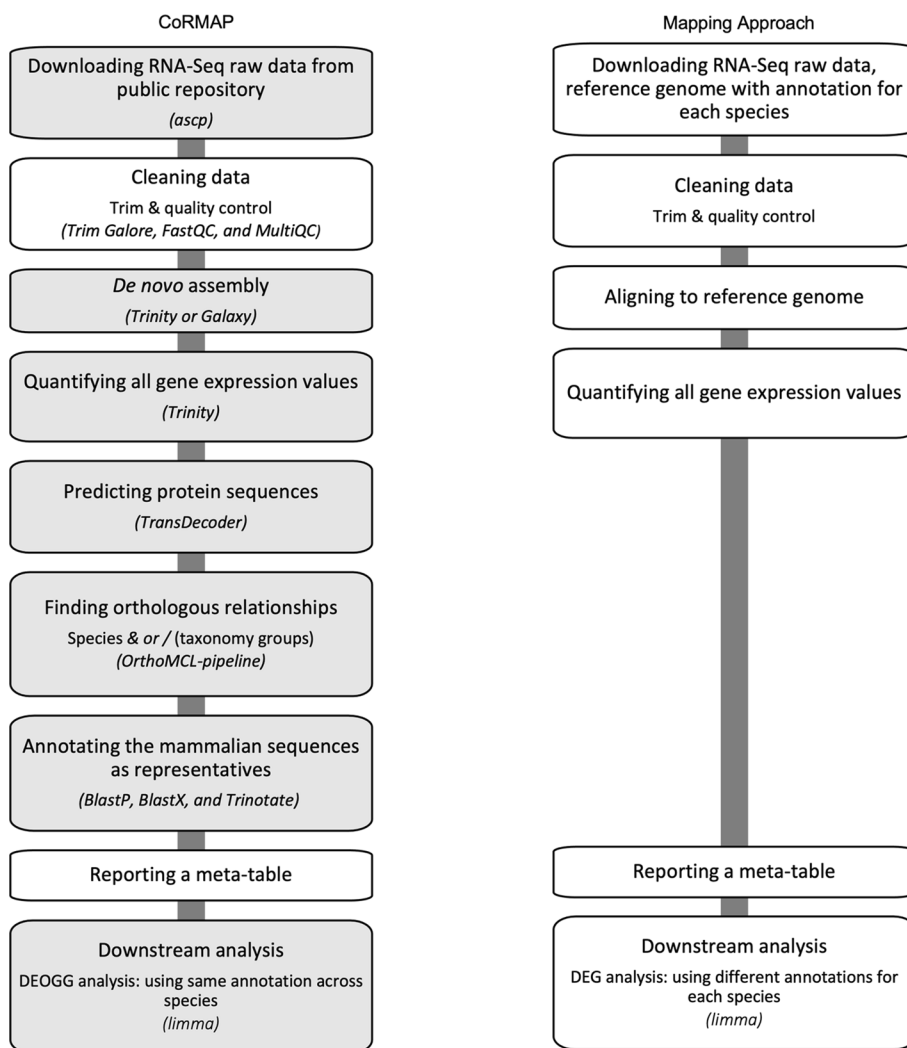 CoRMAP
Downloading RNA-Seq raw data from
public repository
(ascp)
Cleaning data
Trim & quality control
(Trim Galore, FastQC, and MultiQC)
De novo assembly
(Trinity or Galaxy)
Quantifying all gene expression values
(Trinity)
Predicting protein sequences
(TransDecoder)
Finding orthologous relationships
Species & or / (taxonomy groups)
(OrthoMCL-pipeline)
Annotating the mammalian sequences
as representatives
(BlastP, BlastX, and Trinotate)
Reporting a meta-table
Downstream analysis
DEOGG analysis: using same annotation across
species
(limma)
Mapping Approach
Downloading RNA-Seq raw data,
reference genome with annotation for
each species
Cleaning data
Trim & quality control
Aligning to reference genome
Quantifying all gene expression values
Reporting a meta-table
Downstream analysis
DEG analysis: using different annotations for
each species
(limma)